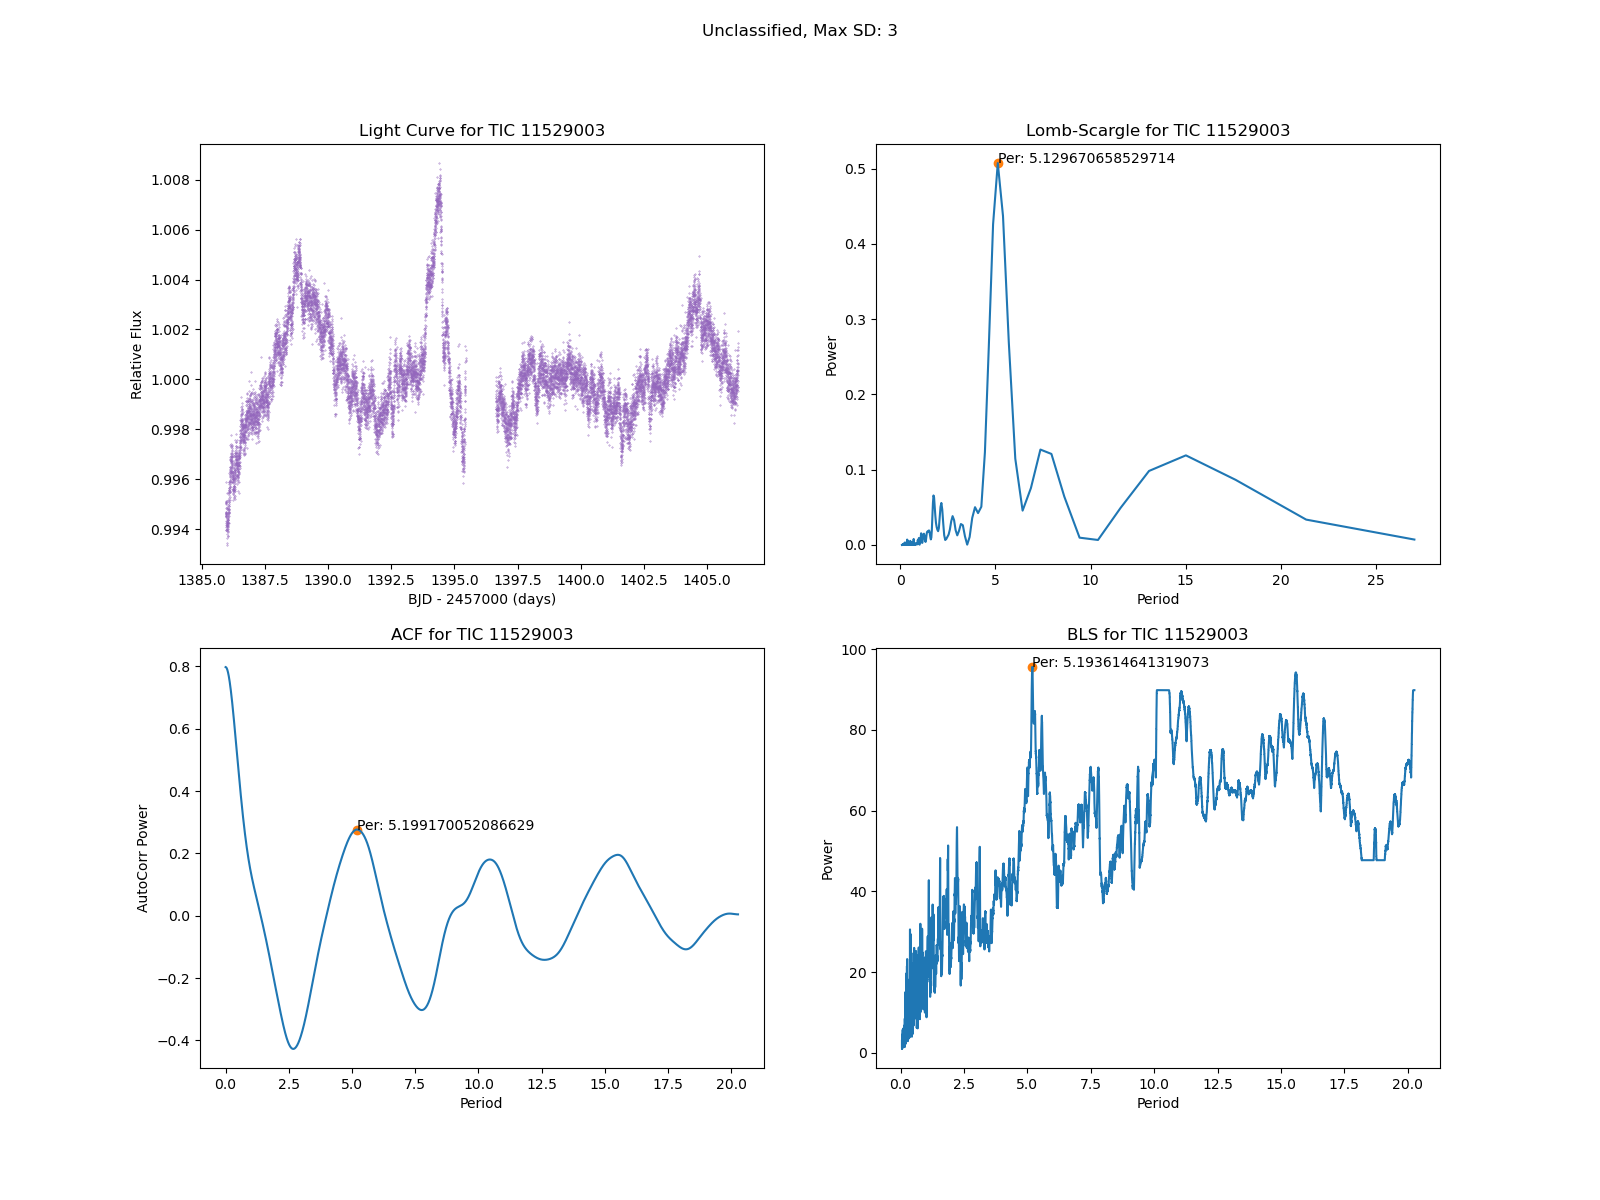 Unclassified, Max SD: 3
Light Curve for TIC 11529003
Relative Flux
1.008
1.006
1.004
1.002
1.000
0.998
0.996
0.994
1385.0 1387.5 1390.0 1392.5 1395.0 1397.5 1400.0 1402.5 1405.0
BJD - 2457000 (days)
Lomb-Scargle for TIC 11529003
Per: 5.129670658529714
Power
0.5
0.4
0.3
0.2
0.1
0.0
0 5 10 15 20 25
Period
ACF for TIC 11529003
Per: 5.199170052086629
AutoCorr Power
0.8
0.6
0.4
0.2
0.0
−0.2
−0.4
0.0 2.5 5.0 7.5 10.0 12.5 15.0 17.5 20.0
Period
BLS for TIC 11529003
Per: 5.193614641319073
Power
100
80
60
40
20
0
0.0 2.5 5.0 7.5 10.0 12.5 15.0 17.5 20.0
Period